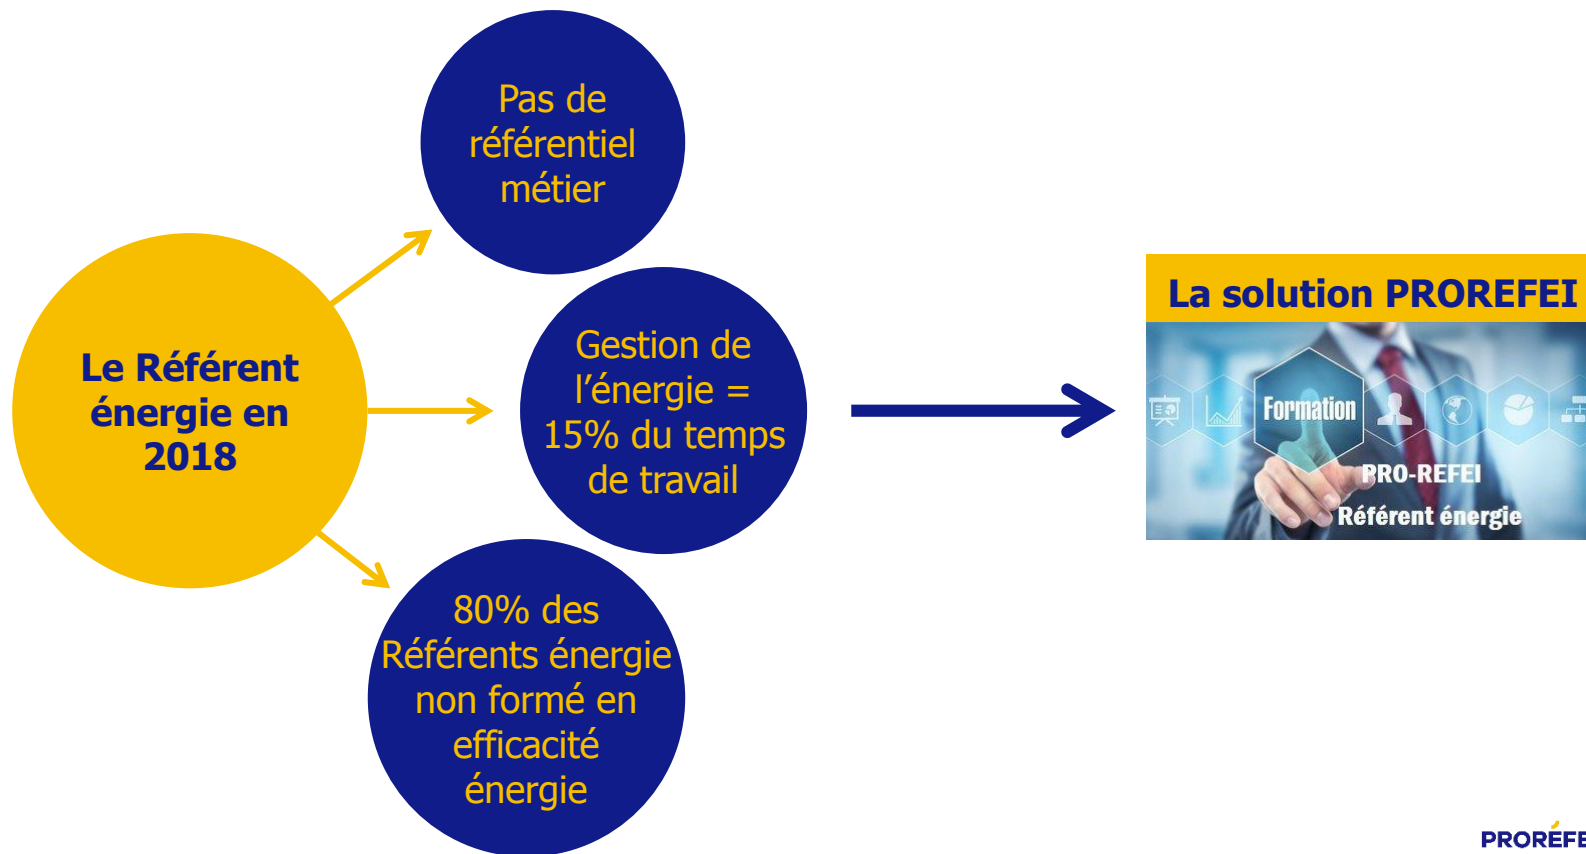 Le Référent
énergie en
2018
Pas de
référentiel
métier
Gestion de
l’énergie =
15% du temps
de travail
80% des
Référents énergie
non formé en
efficacité
énergie
La solution PROREFEI
Formation
PRO-REFEI
Référent énergie
PRORÉFE